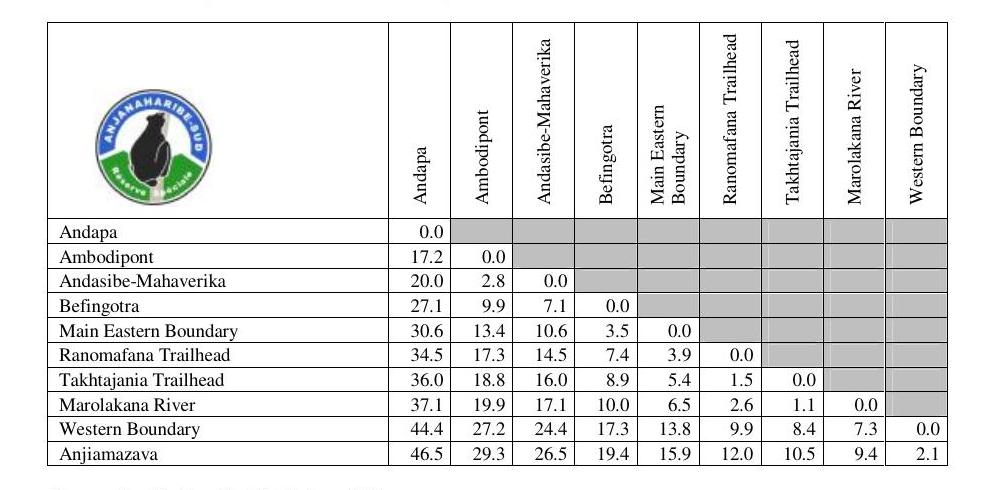 ANJANAHARIBE-SUD
Réserve Spéciale
Andapa
Ambodipont
Andasibe-Mahaverika
Befingotra
Main Eastern
Boundary
Ranomafana Trailhead
Takhtajania Trailhead
Marolakana River
Western Boundary
Andapa 0.0
Ambodipont 17.2 0.0
Andasibe-Mahaverika 20.0 2.8 0.0
Befingotra 27.1 9.9 7.1 0.0
Main Eastern Boundary 30.6 13.4 10.6 3.5 0.0
Ranomafana Trailhead 34.5 17.3 14.5 7.4 3.9 0.0
Takhtajania Trailhead 36.0 18.8 16.0 8.9 5.4 1.5 0.0
Marolakana River 37.1 19.9 17.1 10.0 6.5 2.6 1.1 0.0
Western Boundary 44.4 27.2 24.4 17.3 13.8 9.9 8.4 7.3 0.0
Anjiamazava 46.5 29.3 26.5 19.4 15.9 12.0 10.5 9.4 2.1